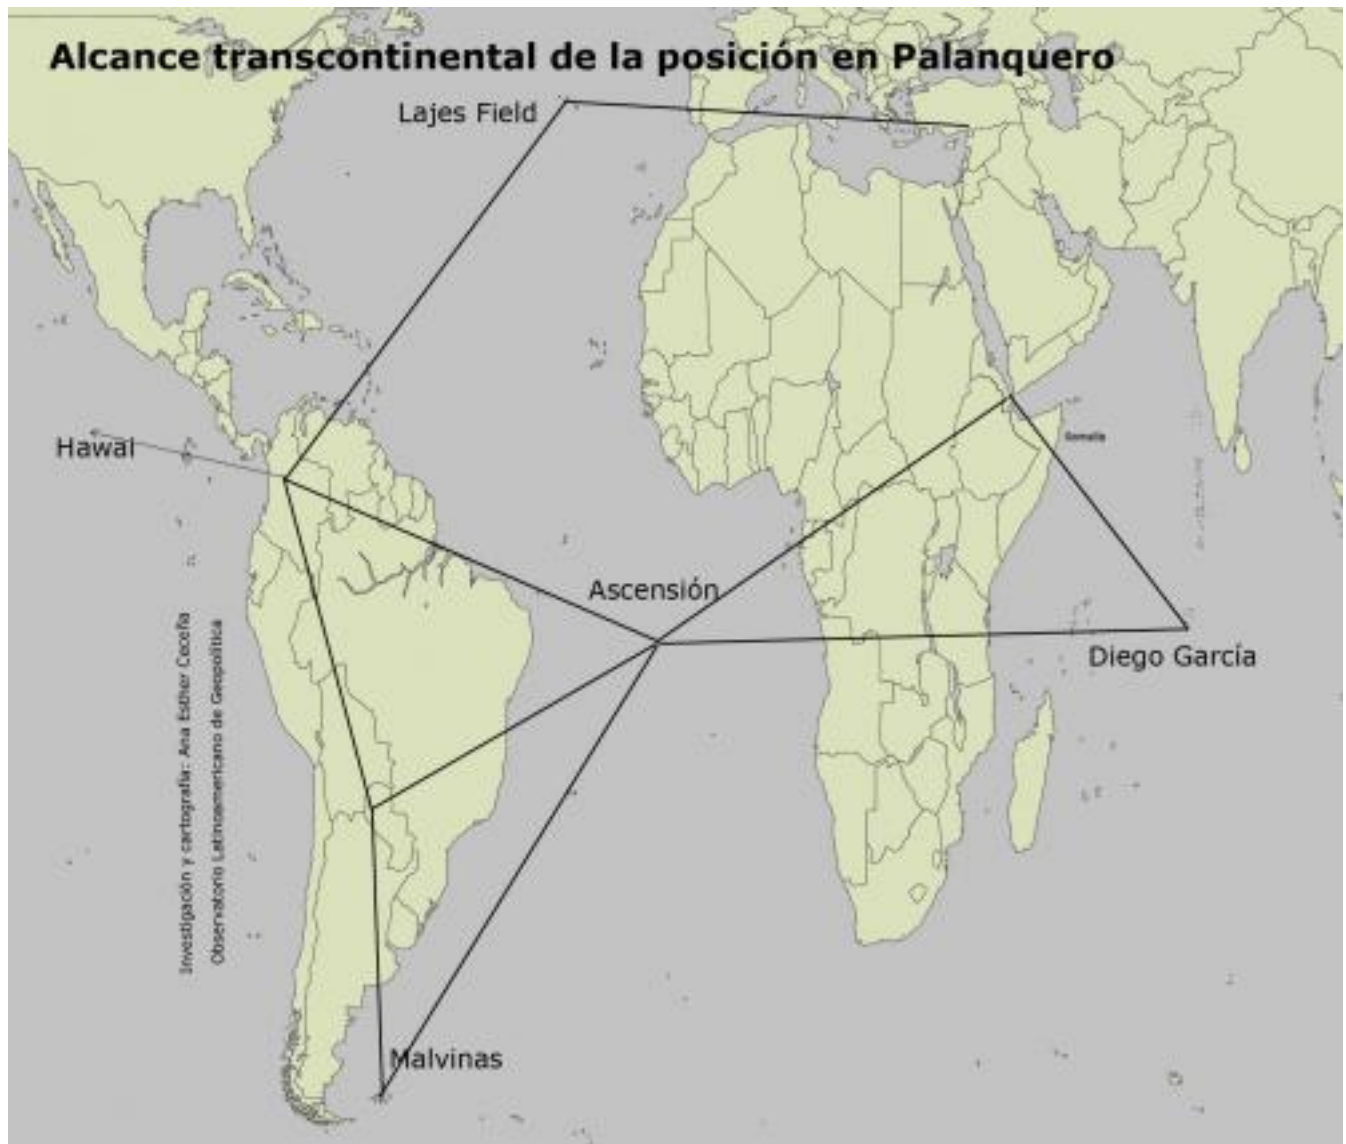 Alcance transcontinental de la posición en Palanquero
Lajes Field
Hawai
Somalia
Ascensión
Diego García
Malvinas
Investigación y cartografía: Ana Esther Ceceña
Observatorio Latinoamericano de Geopolítica